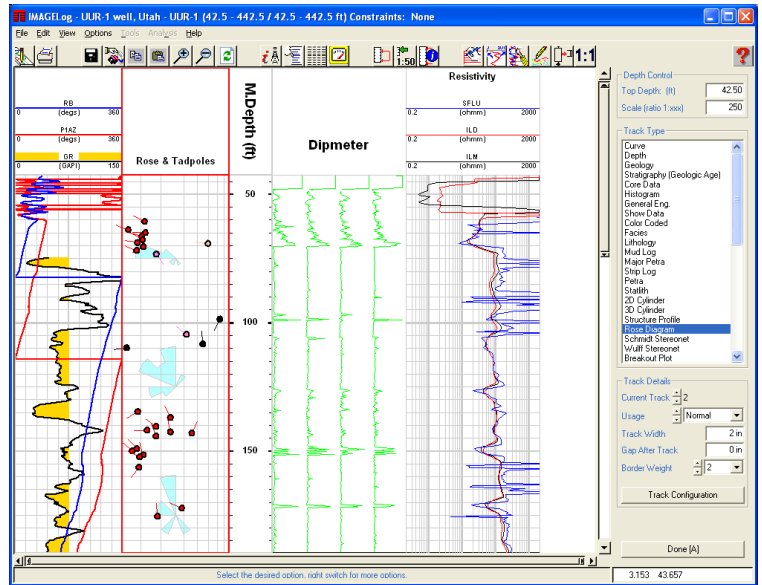 IMAGELog - UUR-1 well, Utah - UUR-1 (42.5 - 442.5 / 42.5 - 442.5 ft) Constraints: None
File Edit View Options Tools Analysis Help
1:50
1:1
?
RB
0 (degs) 360
P1AZ
0 (degs) 360
GR
0 (GAPI) 150
Rose & Tadpoles
M.Depth (ft)
50
100
150
Dipmeter
Resistivity
SFLU
0.2 (ohmm) 2000
ILD
0.2 (ohmm) 2000
ILM
0.2 (ohmm) 2000
Depth Control
Top Depth: (ft) 42.50
Scale (ratio 1:xxx) 250
Track Type
Curve
Depth
Geology
Stratigraphy (Geologic Age)
Core Data
Histogram
General Eng.
Show Data
Color Coded
Facies
Lithology
Mud Log
Major Petra
Strip Log
Petra
Statlith
2D Cylinder
3D Cylinder
Structure Profile
Rose Diagram
Schmidt Stereonet
Wulff Stereonet
Breakout Plot
Track Details
Current Track 2
Usage Normal
Track Width 2 in
Gap After Track 0 in
Border Weight 2
Track Configuration
Done [A]
Select the desired option. right switch for more options.
3.153 43.657